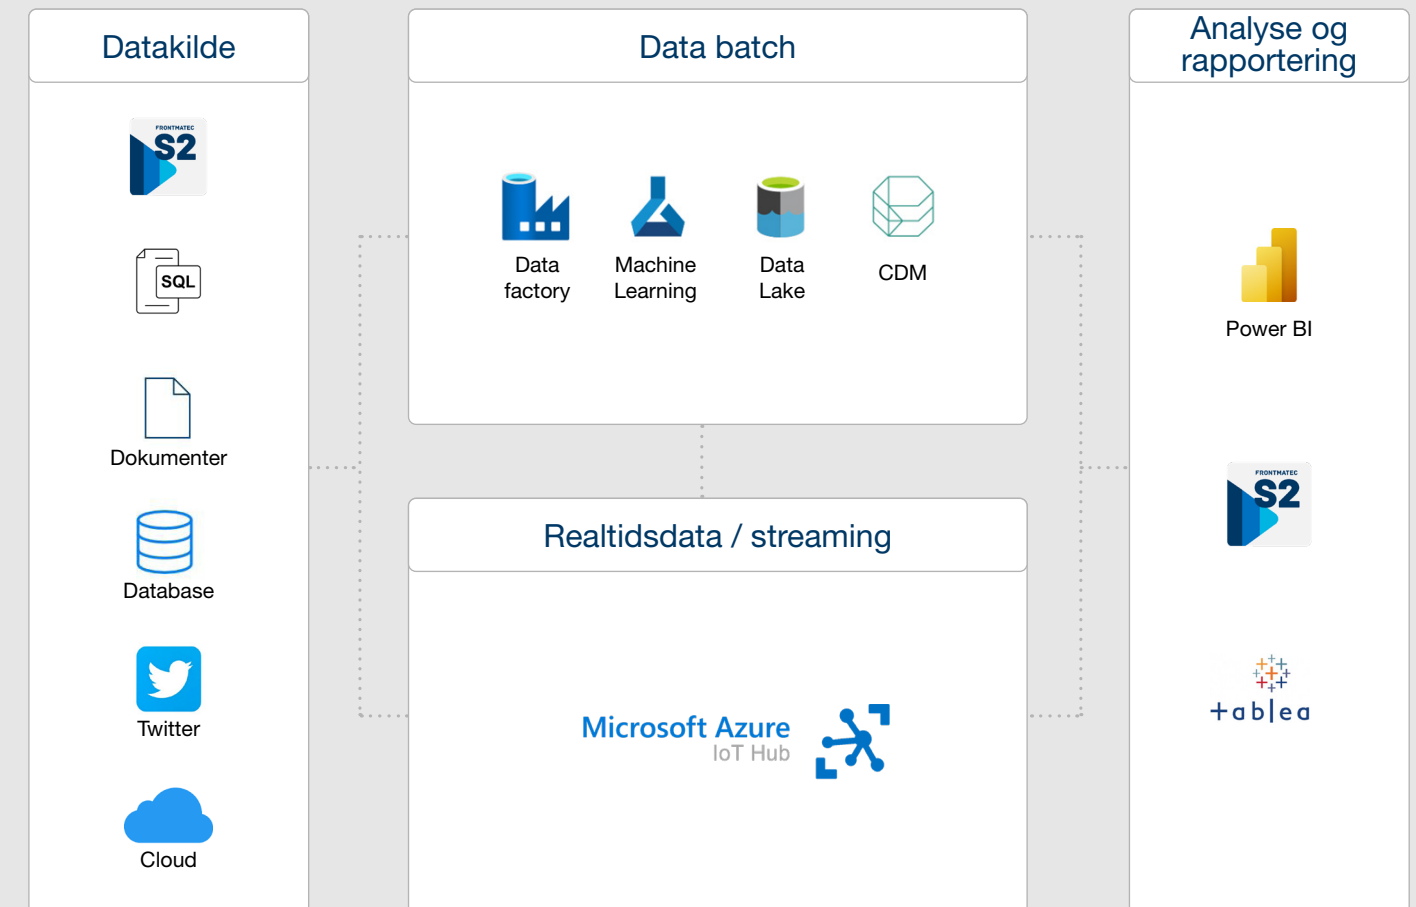 Datakilde
FRONTMATEC
S2
SQL
Dokumenter
Database
Twitter
Cloud
Data batch
Data
factory
Machine
Learning
Data
Lake
CDM
Realtidsdata / streaming
Microsoft Azure
IoT Hub
Analyse og
rapportering
Power BI
FRONTMATEC
S2
+ablea